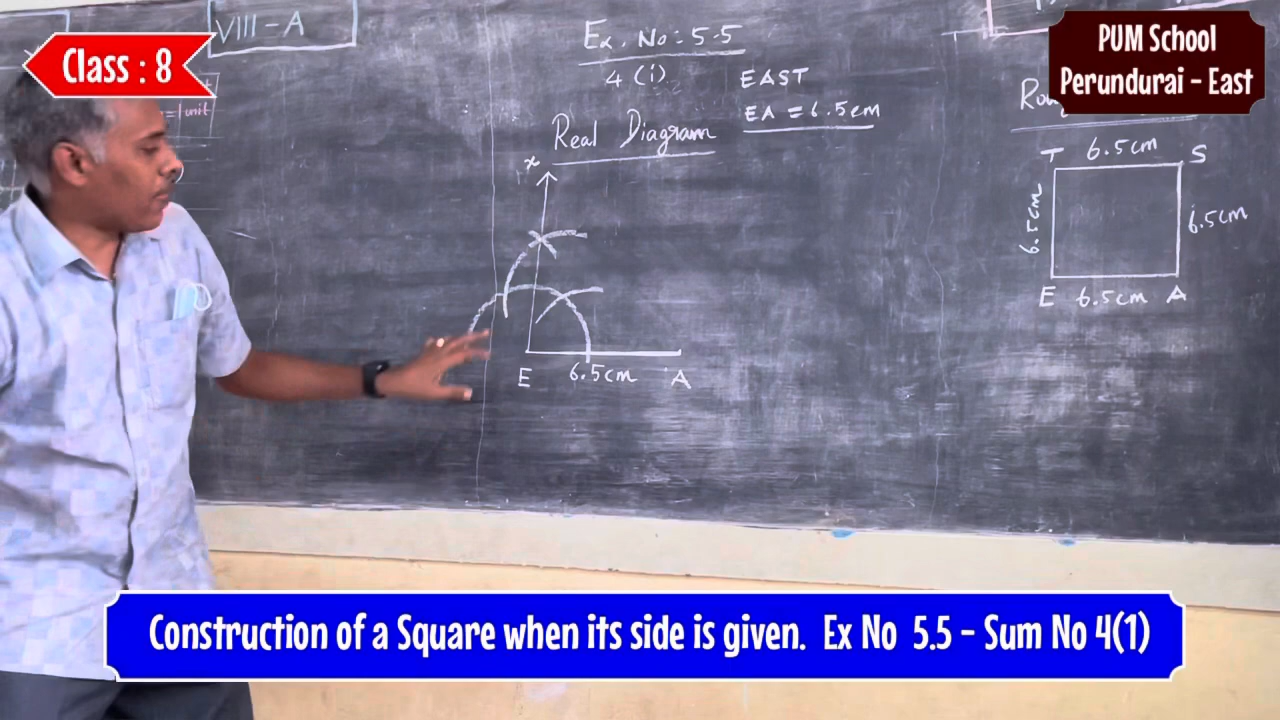 VIII - A
Class : 8
= 1 unit
PUM School
Perundurai - East
Ex. No: 5.5
4 (i)
EAST
EA = 6.5cm
Real Diagram
x
E
6.5cm
A
T
6.5cm
S
6.5cm
6.5cm
E
6.5cm
A
Construction of a Square when its side is given. Ex No 5.5 - Sum No 4(1)